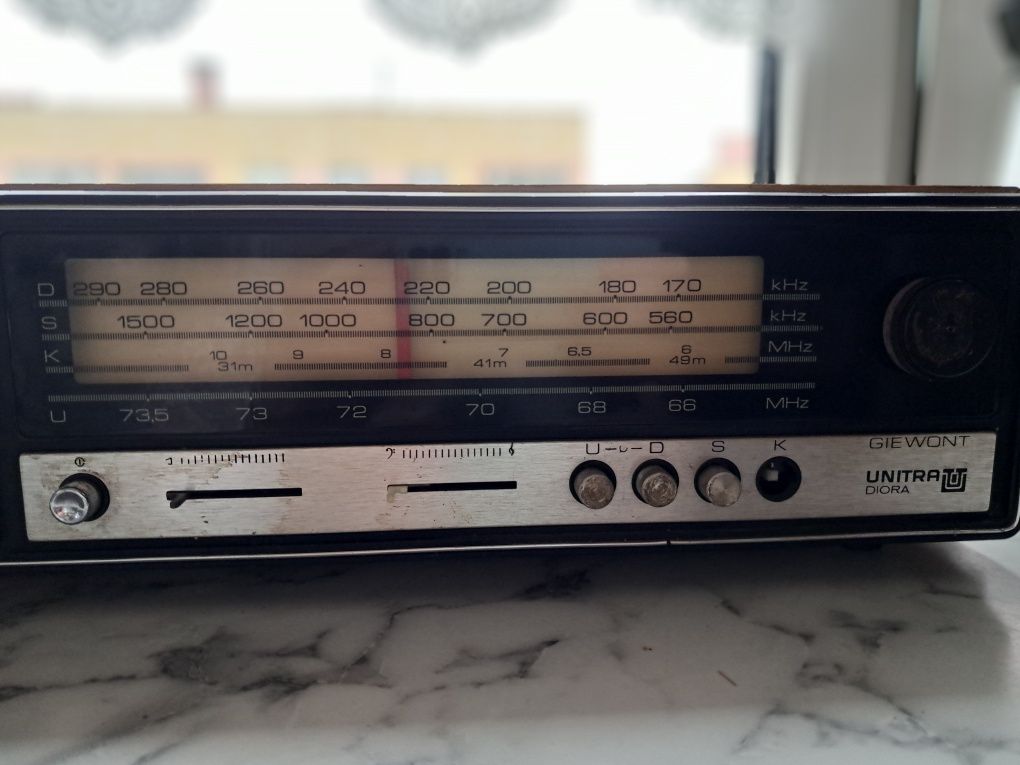 D 290 280 260 240 220 200 180 170 kHz
S 1500 1200 1000 800 700 600 560 kHz
K 10 9 8 7 6,5 6 MHz
31m 41m 49m
U 73,5 73 72 70 68 66 MHz
U D S K GIEWONT
UNITRA
DIORA